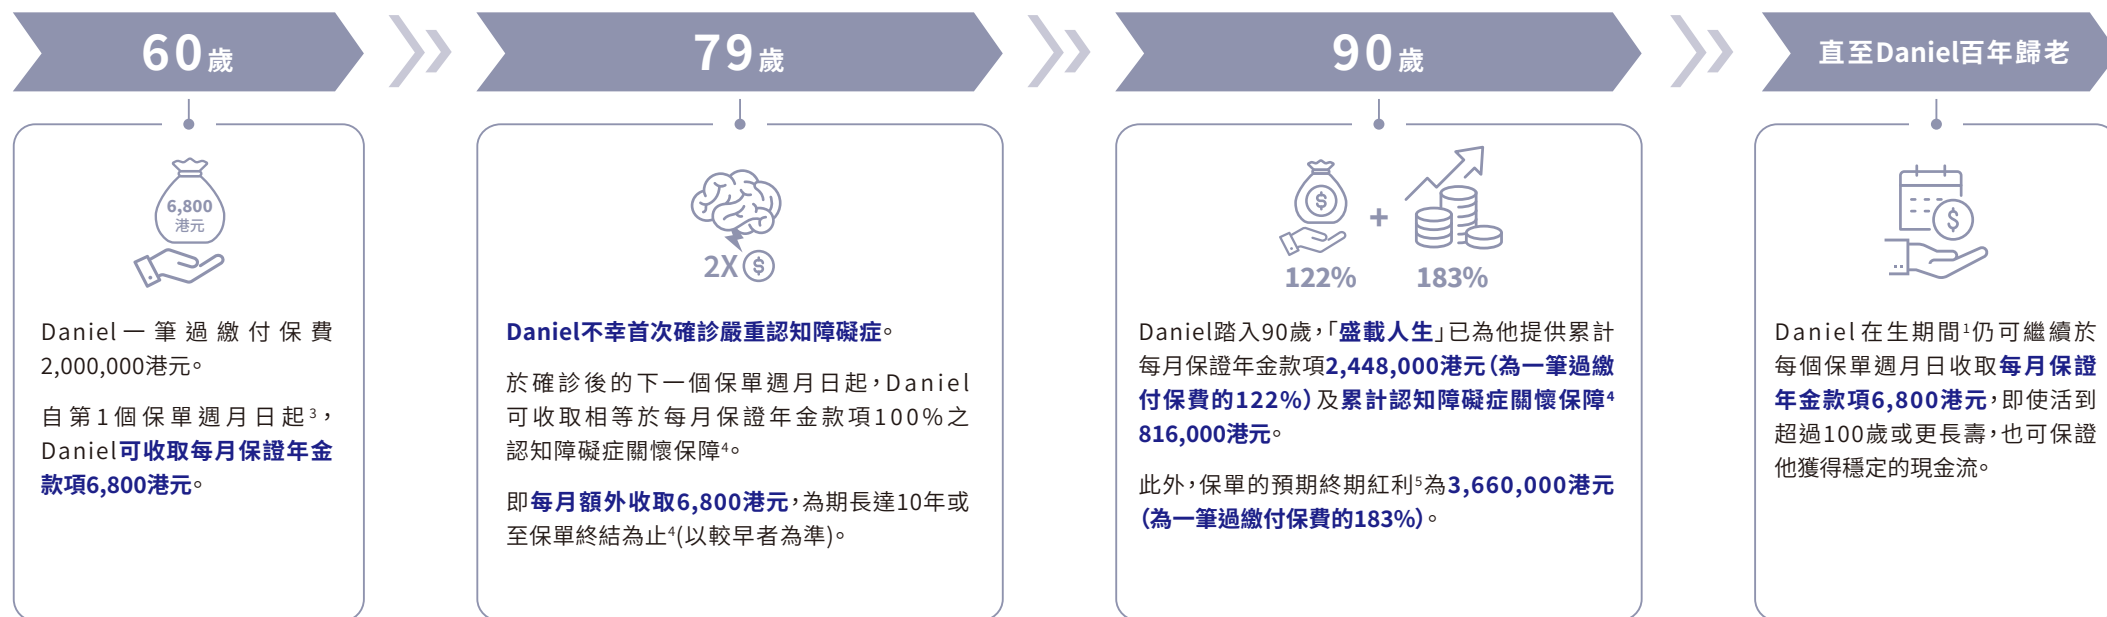 60歲
6,800
港元
Daniel一筆過繳付保費
2,000,000港元。
自第1個保單週月日起3，
Daniel可收取每月保證年金
款項6,800港元。
79歲
2X$
Daniel不幸首次確診嚴重認知障礙症。
於確診後的下一個保單週月日起，Daniel
可收取相等於每月保證年金款項100%之
認知障礙症關懷保障4。
即每月額外收取6,800港元，為期長達10年或
至保單終結為止4(以較早者為準)。
90歲
$ + 
122% 183%
Daniel踏入90歲，「盛載人生」已為他提供累計
每月保證年金款項2,448,000港元（為一筆過繳
付保費的122%）及累計認知障礙症關懷保障4
816,000港元。
此外，保單的預期終期紅利5為3,660,000港元
（為一筆過繳付保費的183%）。
直至Daniel百年歸老
$
Daniel在生期間1仍可繼續於
每個保單週月日收取每月保證
年金款項6,800港元，即使活到
超過100歲或更長壽，也可保證
他獲得穩定的現金流。